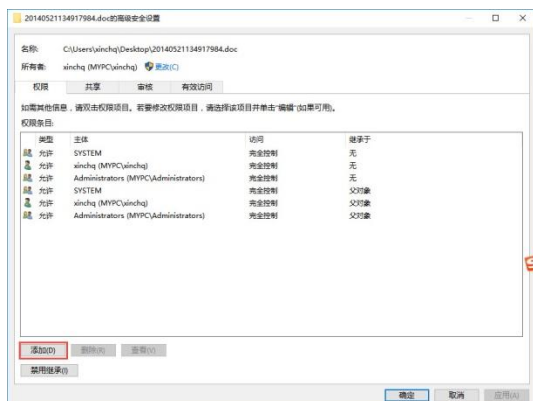 20140521134917984.doc的高级安全设置
名称: C:\Users\xinchq\Desktop\20140521134917984.doc
所有者: xinchq (MYPC\xinchq) 更改(C)
权限 共享 审核 有效访问
如需其他信息，请双击权限项目。若要修改权限项目，请选择该项目并单击“编辑”(如果可用)。
权限条目:
类型 主体 访问 继承于
允许 SYSTEM 完全控制 无
允许 xinchq (MYPC\xinchq) 完全控制 无
允许 Administrators (MYPC\Administrators) 完全控制 无
允许 SYSTEM 完全控制 父对象
允许 xinchq (MYPC\xinchq) 完全控制 父对象
允许 Administrators (MYPC\Administrators) 完全控制 父对象
添加(D) 删除(R) 查看(V)
禁用继承(I)
确定 取消 应用(A)